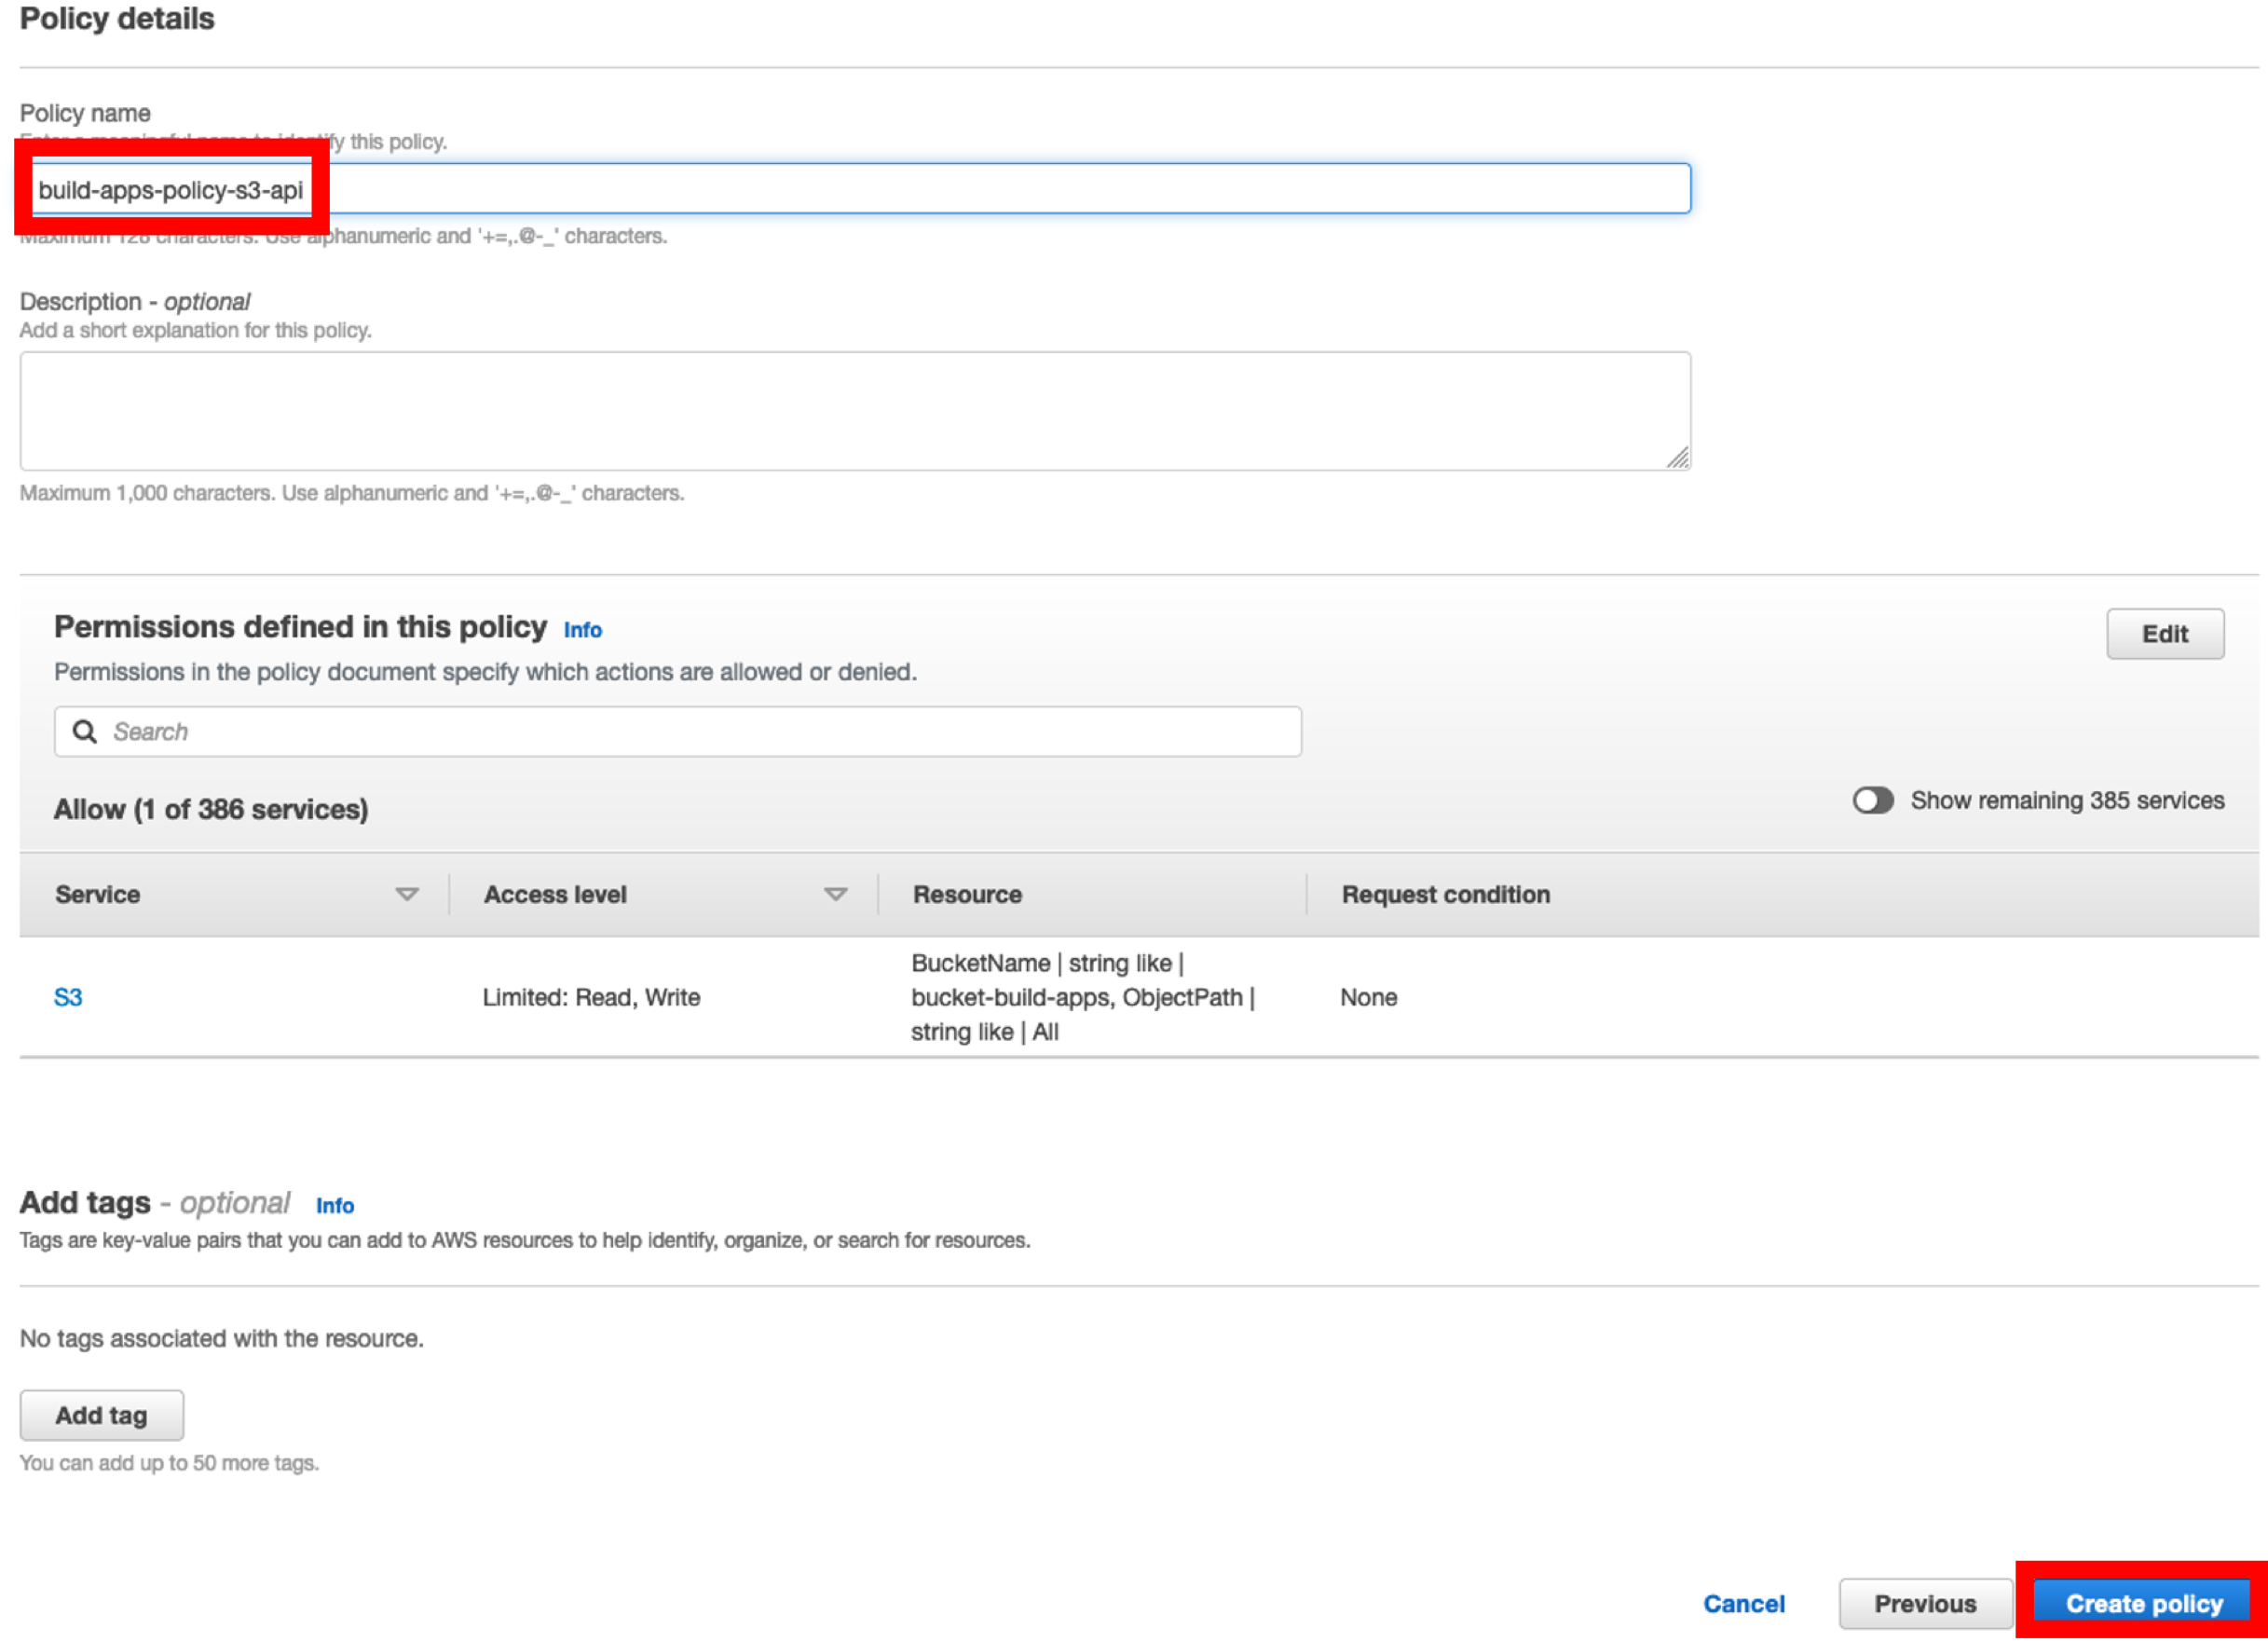 Policy details
Policy name
this policy.
build-apps-policy-s3-api
Maximum 128 characters. Use alphanumeric and '+=,.@-_' characters.
Description - optional
Add a short explanation for this policy.
Maximum 1,000 characters. Use alphanumeric and '+=,.@-_' characters.
Permissions defined in this policy Info
Edit
Permissions in the policy document specify which actions are allowed or denied.
Search
Allow (1 of 386 services)
Show remaining 385 services
Service Access level Resource Request condition
BucketName | string like |
S3 Limited: Read, Write bucket-build-apps, ObjectPath | None
string like | All
Add tags - optional Info
Tags are key-value pairs that you can add to AWS resources to help identify, organize, or search for resources.
No tags associated with the resource.
Add tag
You can add up to 50 more tags.
Cancel Previous Create policy